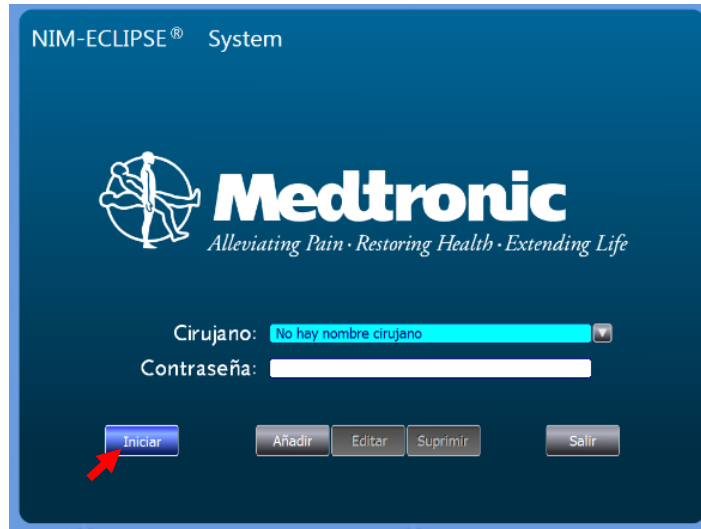 NIM-ECLIPSE® System
Medtronic
Alleviating Pain · Restoring Health · Extending Life
Cirujano: No hay nombre cirujano
Contraseña:
Iniciar Añadir Editar Suprimir Salir